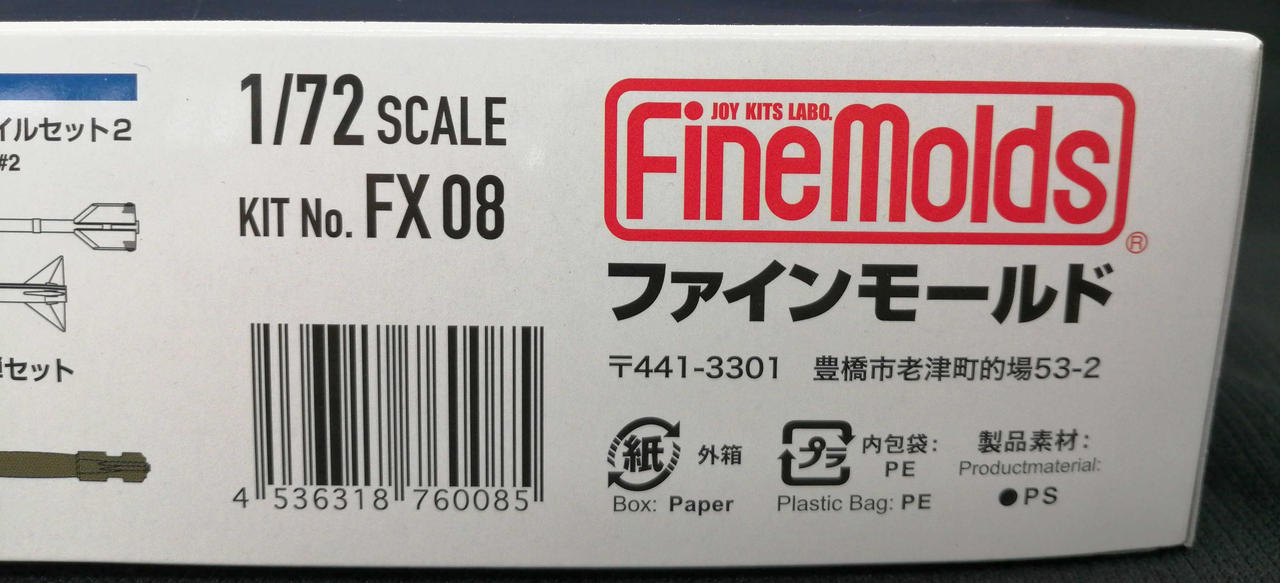 イルセット2
#2
セット
1/72 SCALE
KIT No. FX08
4 536318 760085
JOY KITS LABO.
FineMolds
®
ファインモールド
〒441-3301 豊橋市老津町的場53-2
紙 外箱
Box: Paper
プラ 内包袋:
PE
Plastic Bag: PE
製品素材:
Productmaterial:
●PS